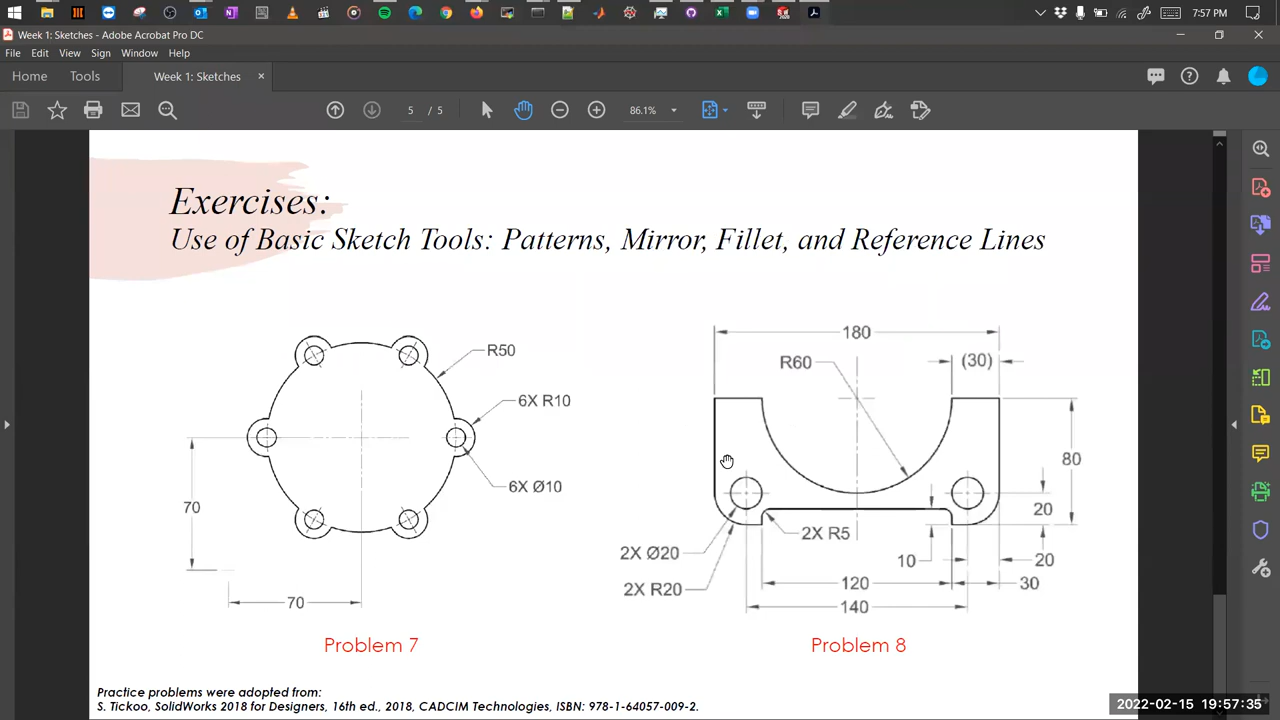 7:57 PM
Week 1: Sketches - Adobe Acrobat Pro DC
File Edit View Sign Window Help
Home Tools Week 1: Sketches ×
5 / 5 86.1%
Exercises:
Use of Basic Sketch Tools: Patterns, Mirror, Fillet, and Reference Lines
R50
6X R10
6X Ø10
70
70
Problem 7
180
R60
(30)
80
20
2X R5
2X Ø20
10
20
2X R20
120
30
140
Problem 8
Practice problems were adopted from:
S. Tickoo, SolidWorks 2018 for Designers, 16th ed., 2018, CADCIM Technologies, ISBN: 978-1-64057-009-2.
2022-02-15 19:57:35